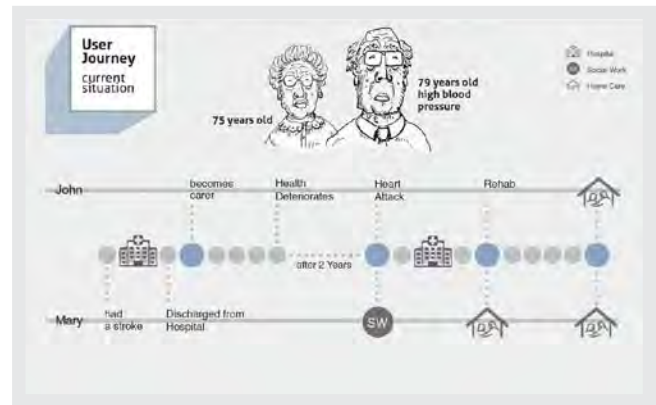 User
Journey
current
situation
75 years old
79 years old
high blood
pressure
Hospital
SW
Social Work
Home Care
John
becomes
carer
Health
Deteriorates
Heart
Attack
Rehab
after 2 Years
Mary
had
a stroke
Discharged from
Hospital
SW